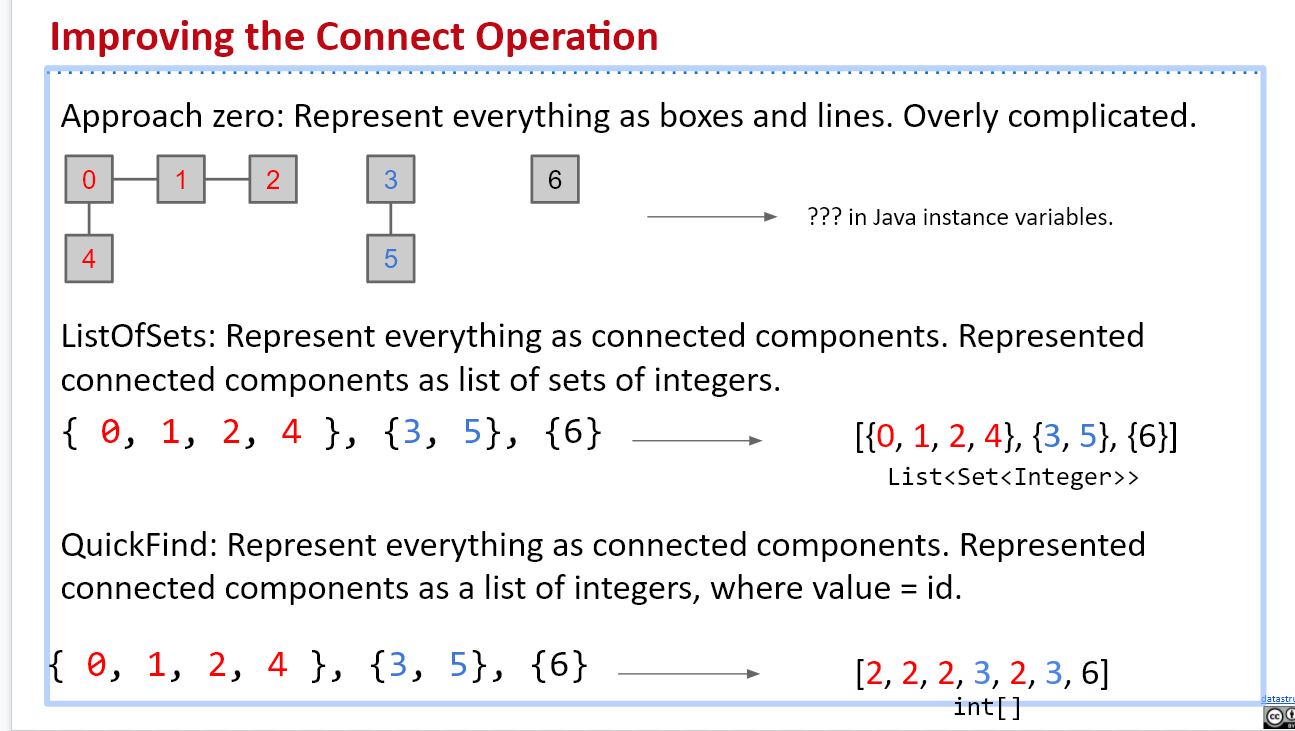 Improving the Connect Operation
Approach zero: Represent everything as boxes and lines. Overly complicated.
0 1 2 3 6
??? in Java instance variables.
4 5
ListOfSets: Represent everything as connected components. Represented
connected components as list of sets of integers.
{ 0, 1, 2, 4 }, {3, 5}, {6} [{0, 1, 2, 4}, {3, 5}, {6}]
List<Set<Integer>>
QuickFind: Represent everything as connected components. Represented
connected components as a list of integers, where value = id.
{ 0, 1, 2, 4 }, {3, 5}, {6} [2, 2, 2, 3, 2, 3, 6]
int[]
datastru
cc